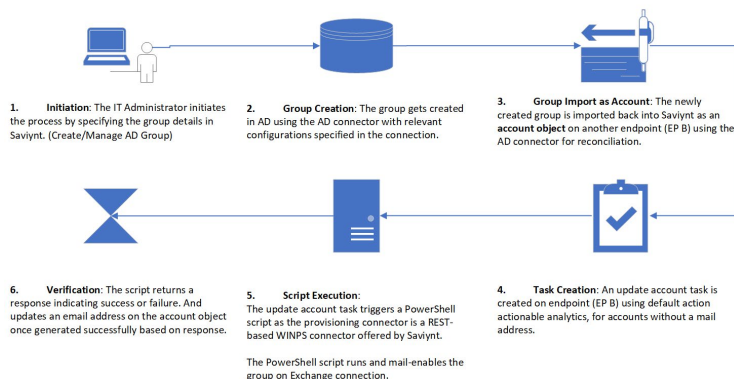 1. Initiation: The IT Administrator initiates
the process by specifying the group details in
Saviynt. (Create/Manage AD Group)
2. Group Creation: The group gets created
in AD using the AD connector with relevant
configurations specified in the connection.
3. Group Import as Account: The newly
created group is imported back into Saviynt as an
account object on another endpoint (EP B) using the
AD connector for reconciliation.
6. Verification: The script returns a
response indicating success or failure. And
updates an email address on the account object
once generated successfully based on response.
5. Script Execution:
The update account task triggers a PowerShell
script as the provisioning connector is a REST-
based WINPS connector offered by Saviynt.
The PowerShell script runs and mail-enables the
group on Exchange connection.
4. Task Creation: An update account task is
created on endpoint (EP B) using default action
actionable analytics, for accounts without a mail
address.